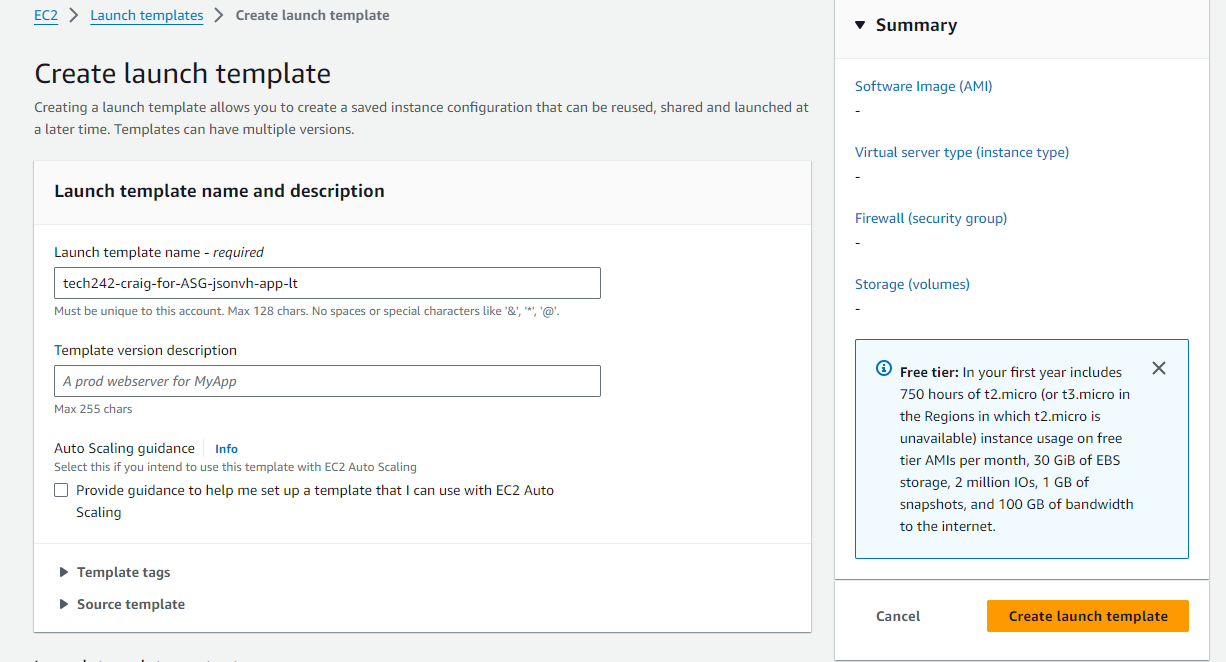 EC2 > Launch templates > Create launch template
Create launch template
Creating a launch template allows you to create a saved instance configuration that can be reused, shared and launched at
a later time. Templates can have multiple versions.
Launch template name and description
Launch template name - required
tech242-craig-for-ASG-jsonvh-app-lt
Must be unique to this account. Max 128 chars. No spaces or special characters like '&', '*', '@'.
Template version description
A prod webserver for MyApp
Max 255 chars
Auto Scaling guidance Info
Select this if you intend to use this template with EC2 Auto Scaling
Provide guidance to help me set up a template that I can use with EC2 Auto
Scaling
Template tags
Source template
Summary
Software Image (AMI)
-
Virtual server type (instance type)
-
Firewall (security group)
-
Storage (volumes)
-
Free tier: In your first year includes
750 hours of t2.micro (or t3.micro in
the Regions in which t2.micro is
unavailable) instance usage on free
tier AMIs per month, 30 GiB of EBS
storage, 2 million IOs, 1 GB of
snapshots, and 100 GB of bandwidth
to the internet.
Cancel
Create launch template